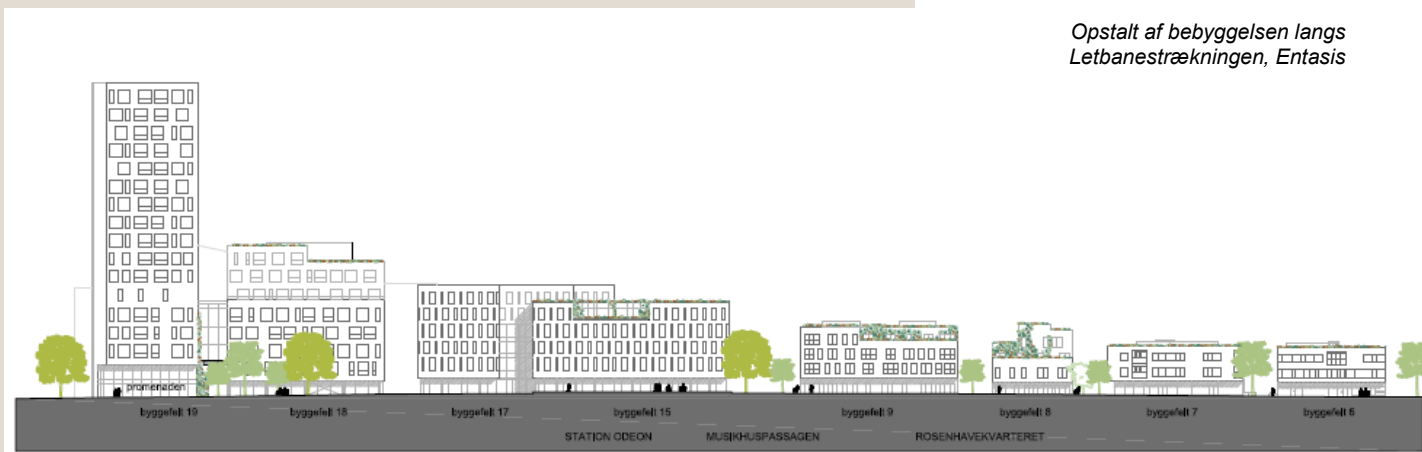 Opstalt af bebyggelsen langs
Letbanestrækningen, Entasis
promenaden
byggefelt 19 byggefelt 18 byggefelt 17 byggefelt 15 byggefelt 9 byggefelt 8 byggefelt 7 byggefelt 6
STATION ODEON MUSIKHUSPASSAGEN ROSENHAVEKVARTERET